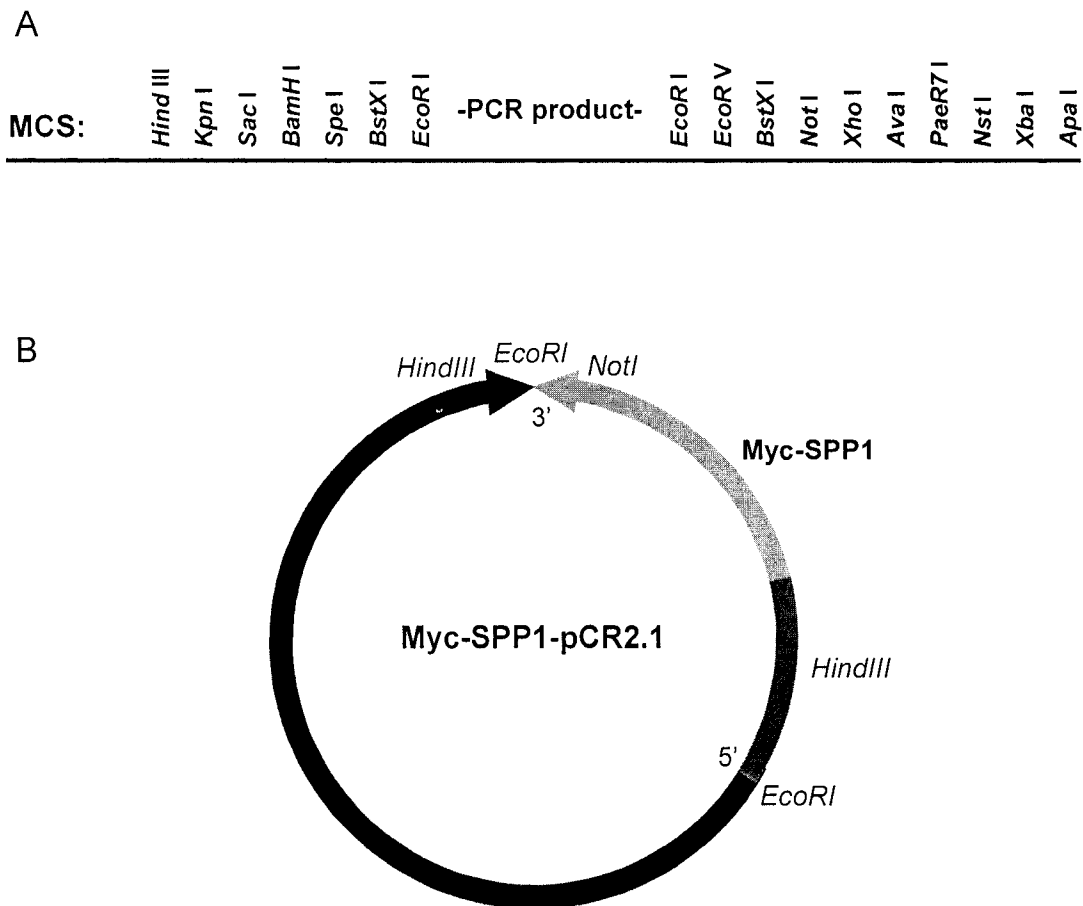 A
MCS: Hind III Kpn I Sac I BamH I Spe I BstX I EcoR I -PCR product- EcoR I EcoR V BstX I Not I Xho I Ava I PaeR7 I Nst I Xba I Apa I
B
HindIII EcoRI NotI
3'
Myc-SPP1
Myc-SPP1-pCR2.1
HindIII
5'
EcoRI